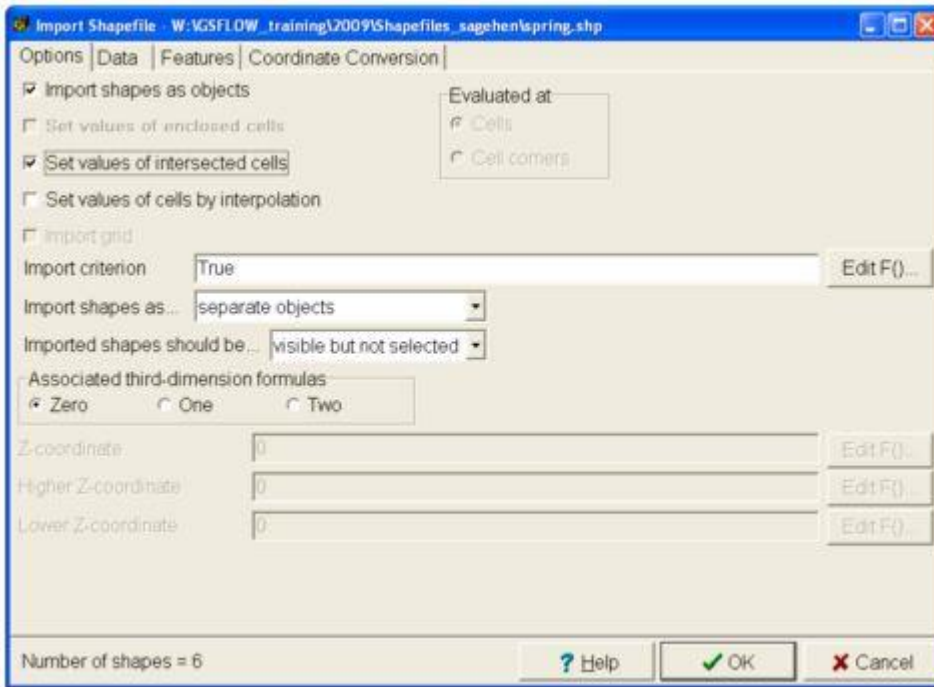 Import Shapefile - W:\GSFLOW_training\2009\Shapefiles_sagehen\spring.shp
Options Data Features Coordinate Conversion
Import shapes as objects
Evaluated at
Set values of enclosed cells
Cells
Set values of intersected cells
Cell corners
Set values of cells by interpolation
Import grid
Import criterion True Edit F()...
Import shapes as... separate objects
Imported shapes should be... visible but not selected
Associated third-dimension formulas
Zero One Two
Z-coordinate 0 Edit F()...
Higher Z-coordinate 0 Edit F()...
Lower Z-coordinate 0 Edit F()...
Number of shapes = 6 ? Help OK Cancel